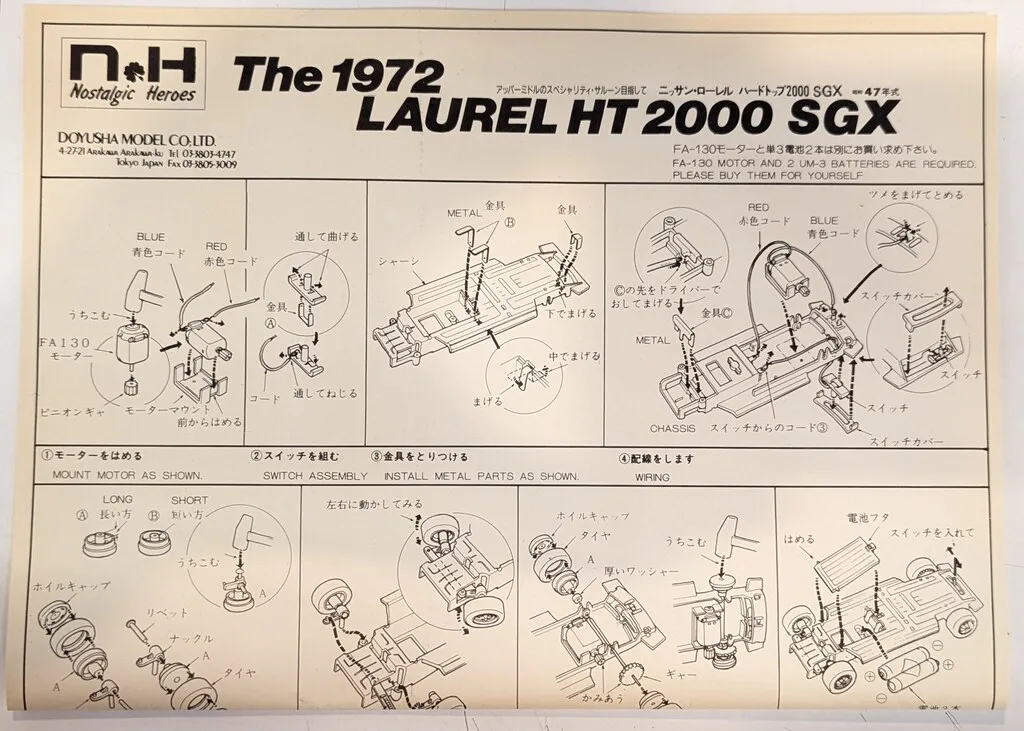 n H
Nostalgic Heroes
DOYUSHA MODEL CO;LTD.
4-27-21 ARAKAWA ARAKAWA-KU Tel 03-3803-4747
TOKYO JAPAN FAX 03-3805-3009
The 1972
アッパーミドルのスペシャリティ・サルーン目指して ニッサン・ローレル ハードトップ2000 SGX 昭和47年式
LAUREL HT 2000 SGX
FA-130モーターと単3電池2本は別にお買い求め下さい。
FA-130 MOTOR AND 2 UM-3 BATTERIES ARE REQUIRED.
PLEASE BUY THEM FOR YOURSELF
BLUE
青色コード
RED
赤色コード
うちこむ
FA130
モーター
ピニオンギャ
モーターマウント
前からはめる
通して曲げる
金具
Ⓐ
コード
通してねじる
METAL
金具
Ⓑ
金具
シャーシ
下でまげる
中でまげる
まげる
RED
赤色コード
BLUE
青色コード
ツメをまげてとめる
Ⓒの先をドライバーで
おしてまげる
金具Ⓒ
METAL
スイッチカバー
スイッチ
スイッチ
CHASSIS
スイッチからのコード③
スイッチカバー
①モーターをはめる
MOUNT MOTOR AS SHOWN.
②スイッチを組む
SWITCH ASSEMBLY
③金具をとりつける
INSTALL METAL PARTS AS SHOWN.
④配線をします
WIRING
LONG
Ⓐ 長い方
SHORT
Ⓑ 短い方
うちこむ
A
ホイルキャップ
リベット
ナックル
A
タイヤ
A
左右に動かしてみる
ホイルキャップ
タイヤ
A
厚いワッシャー
うちこむ
ギャー
かみあう
電池フタ
はめる
スイッチを入れて
⊖
⊕
⊕
⊖